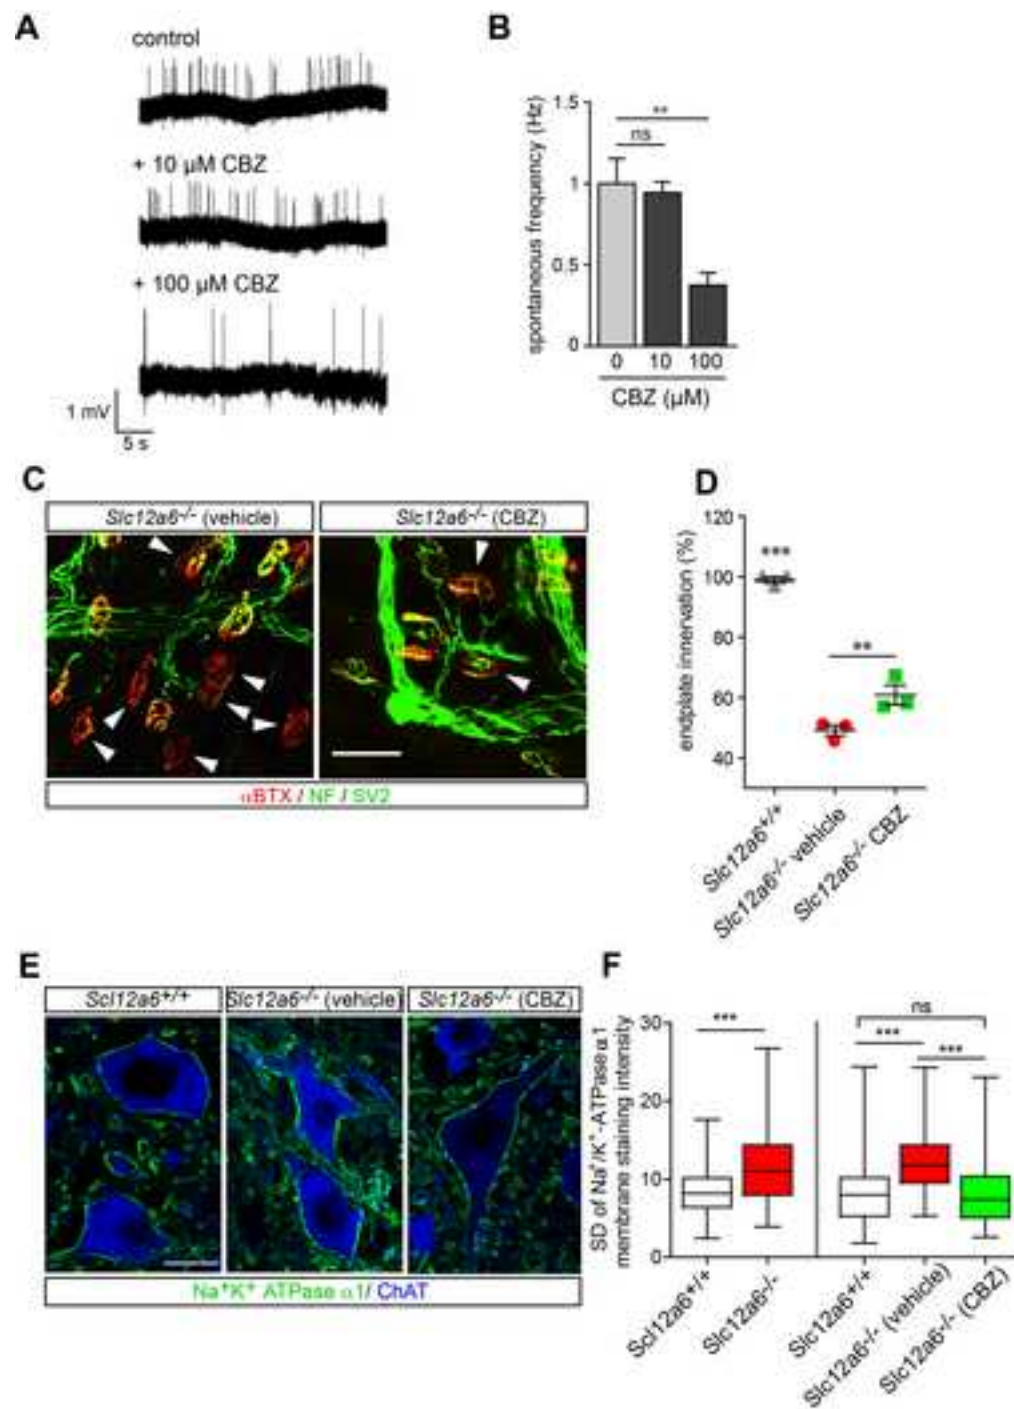 A
control
+ 10 µM CBZ
+ 100 µM CBZ
1 mV
5 s
B
spontaneous frequency (Hz)
1.5
1
0.5
0
**
ns
0 10 100
CBZ (µM)
C
Slc12a6-/- (vehicle)
Slc12a6-/- (CBZ)
αBTX / NF / SV2
D
endplate innervation (%)
120
100
80
60
40
***
**
Slc12a6+/+
Slc12a6-/- vehicle
Slc12a6-/- CBZ
E
Scl12a6+/+
Slc12a6-/- (vehicle)
Slc12a6-/- (CBZ)
Na+K+ ATPase α1/ ChAT
F
SD of Na+/K+-ATPase α1
membrane staining intensity
30
20
10
0
***
ns
***
***
Scl12a6+/+
Slc12a6-/-
Slc12a6+/+
Slc12a6-/- (vehicle)
Slc12a6-/- (CBZ)